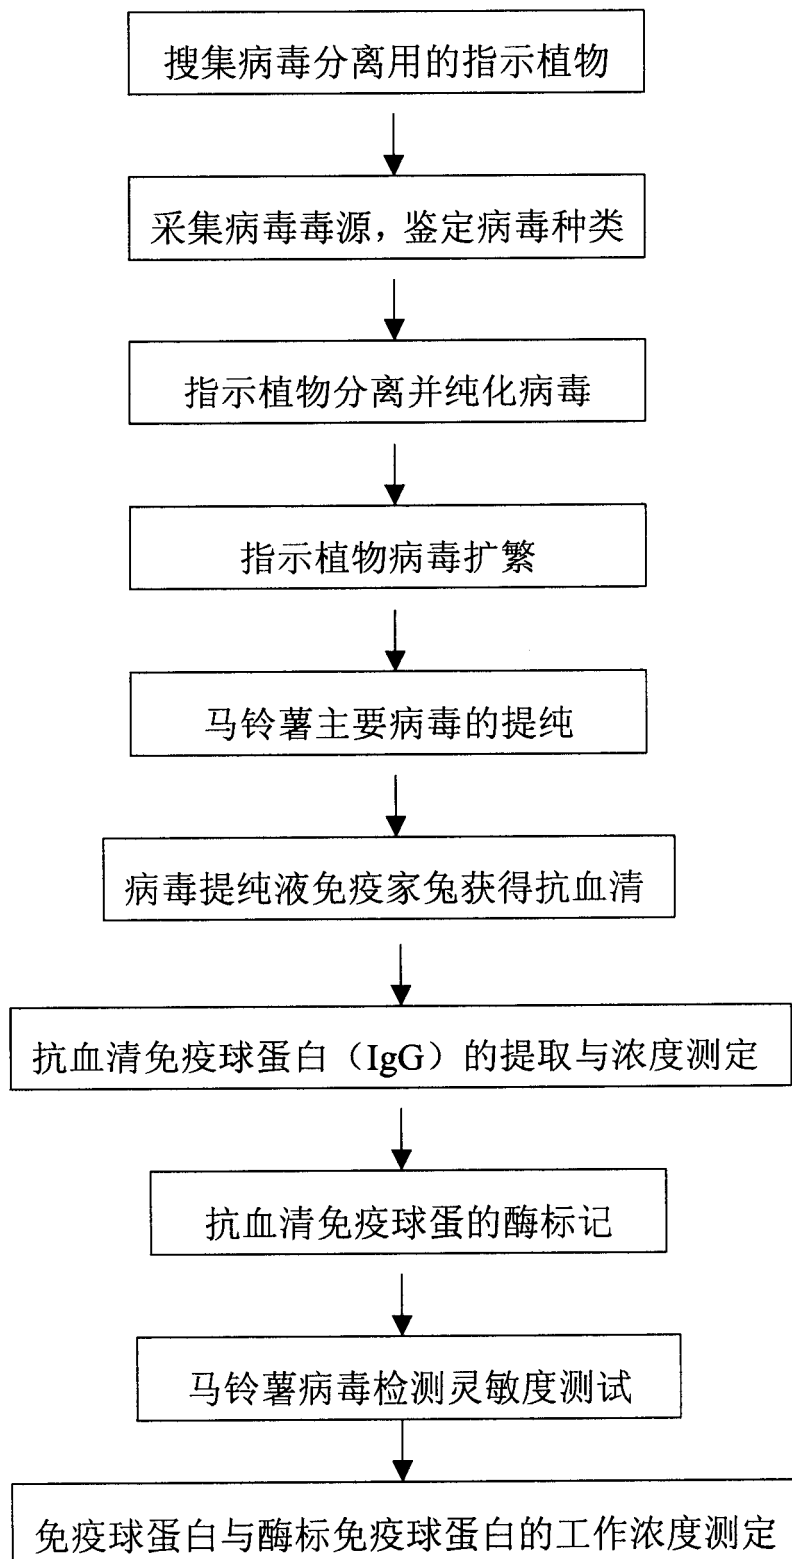 搜集病毒分离用的指示植物
采集病毒毒源，鉴定病毒种类
指示植物分离并纯化病毒
指示植物病毒扩繁
马铃薯主要病毒的提纯
病毒提纯液免疫家兔获得抗血清
抗血清免疫球蛋白（IgG）的提取与浓度测定
抗血清免疫球蛋的酶标记
马铃薯病毒检测灵敏度测试
免疫球蛋白与酶标免疫球蛋白的工作浓度测定